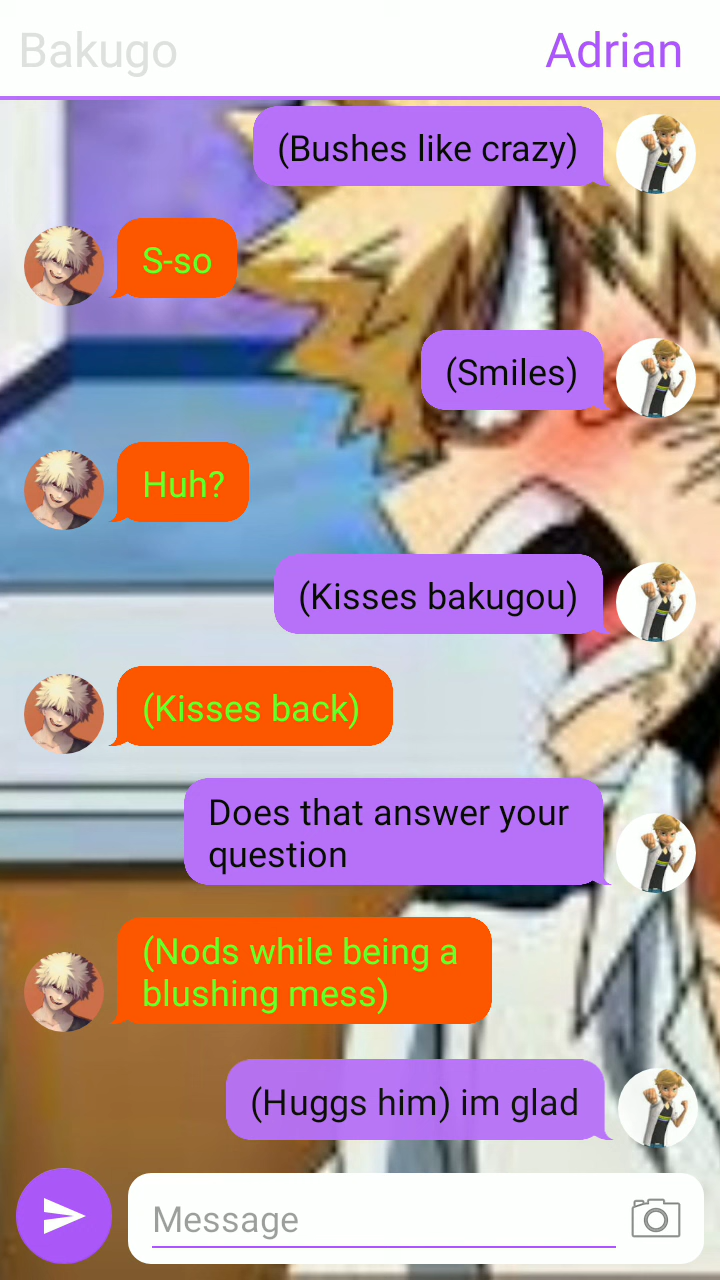 Bakugo
Adrian
(Bushes like crazy)
S-so
(Smiles)
Huh?
(Kisses bakugou)
(Kisses back)
Does that answer your
question
(Nods while being a
blushing mess)
(Huggs him) im glad
Message